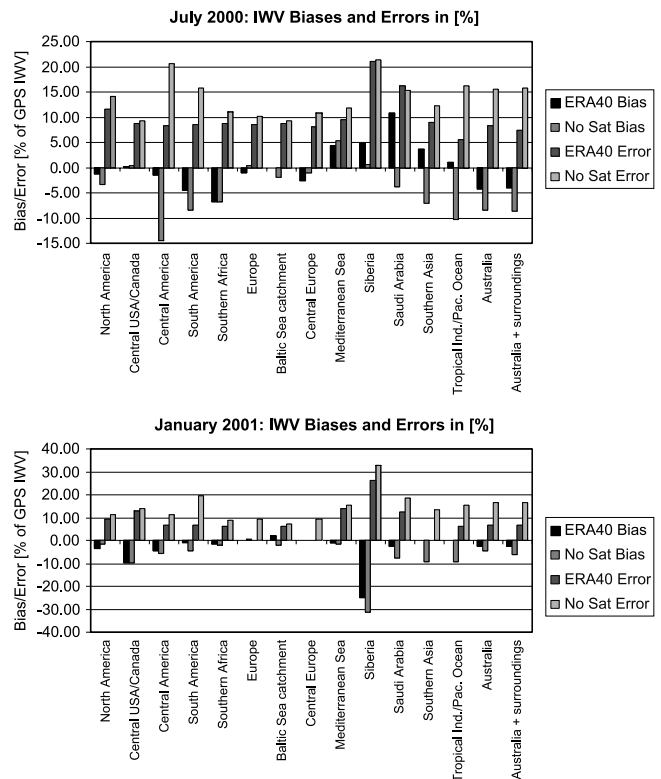 July 2000: IWV Biases and Errors in [%]
Bias/Error [% of GPS IWV]
25.00
20.00
15.00
10.00
5.00
0.00
-5.00
-10.00
-15.00
North America
Central USA/Canada
Central America
South America
Southern Africa
Europe
Baltic Sea catchment
Central Europe
Mediterranean Sea
Siberia
Saudi Arabia
Southern Asia
Tropical Ind./Pac. Ocean
Australia
Australia + surroundings
ERA40 Bias
No Sat Bias
ERA40 Error
No Sat Error
January 2001: IWV Biases and Errors in [%]
Bias/Error [% of GPS IWV]
40.00
30.00
20.00
10.00
0.00
-10.00
-20.00
-30.00
-40.00
North America
Central USA/Canada
Central America
South America
Southern Africa
Europe
Baltic Sea catchment
Central Europe
Mediterranean Sea
Siberia
Saudi Arabia
Southern Asia
Tropical Ind./Pac. Ocean
Australia
Australia + surroundings
ERA40 Bias
No Sat Bias
ERA40 Error
No Sat Error